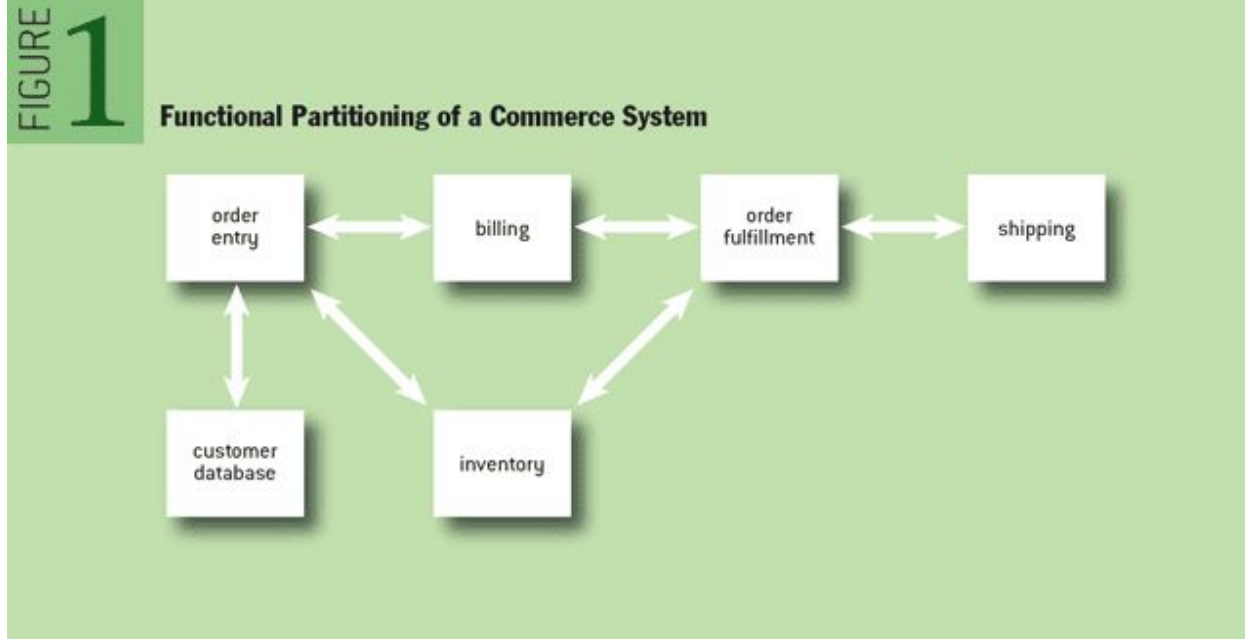 FIGURE 1
Functional Partitioning of a Commerce System
order
entry
billing
order
fulfillment
shipping
customer
database
inventory